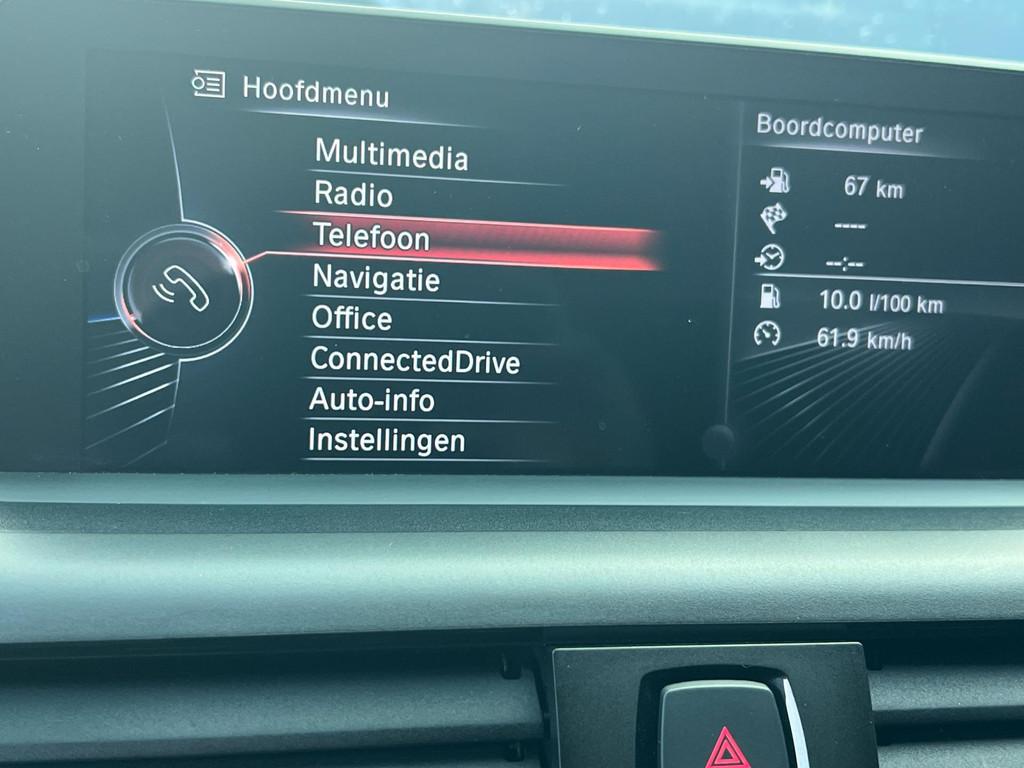 Hoofdmenu
Multimedia
Radio
Telefoon
Navigatie
Office
ConnectedDrive
Auto-info
Instellingen
Boordcomputer
67 km
----
--:--
10.0 l/100 km
61.9 km/h